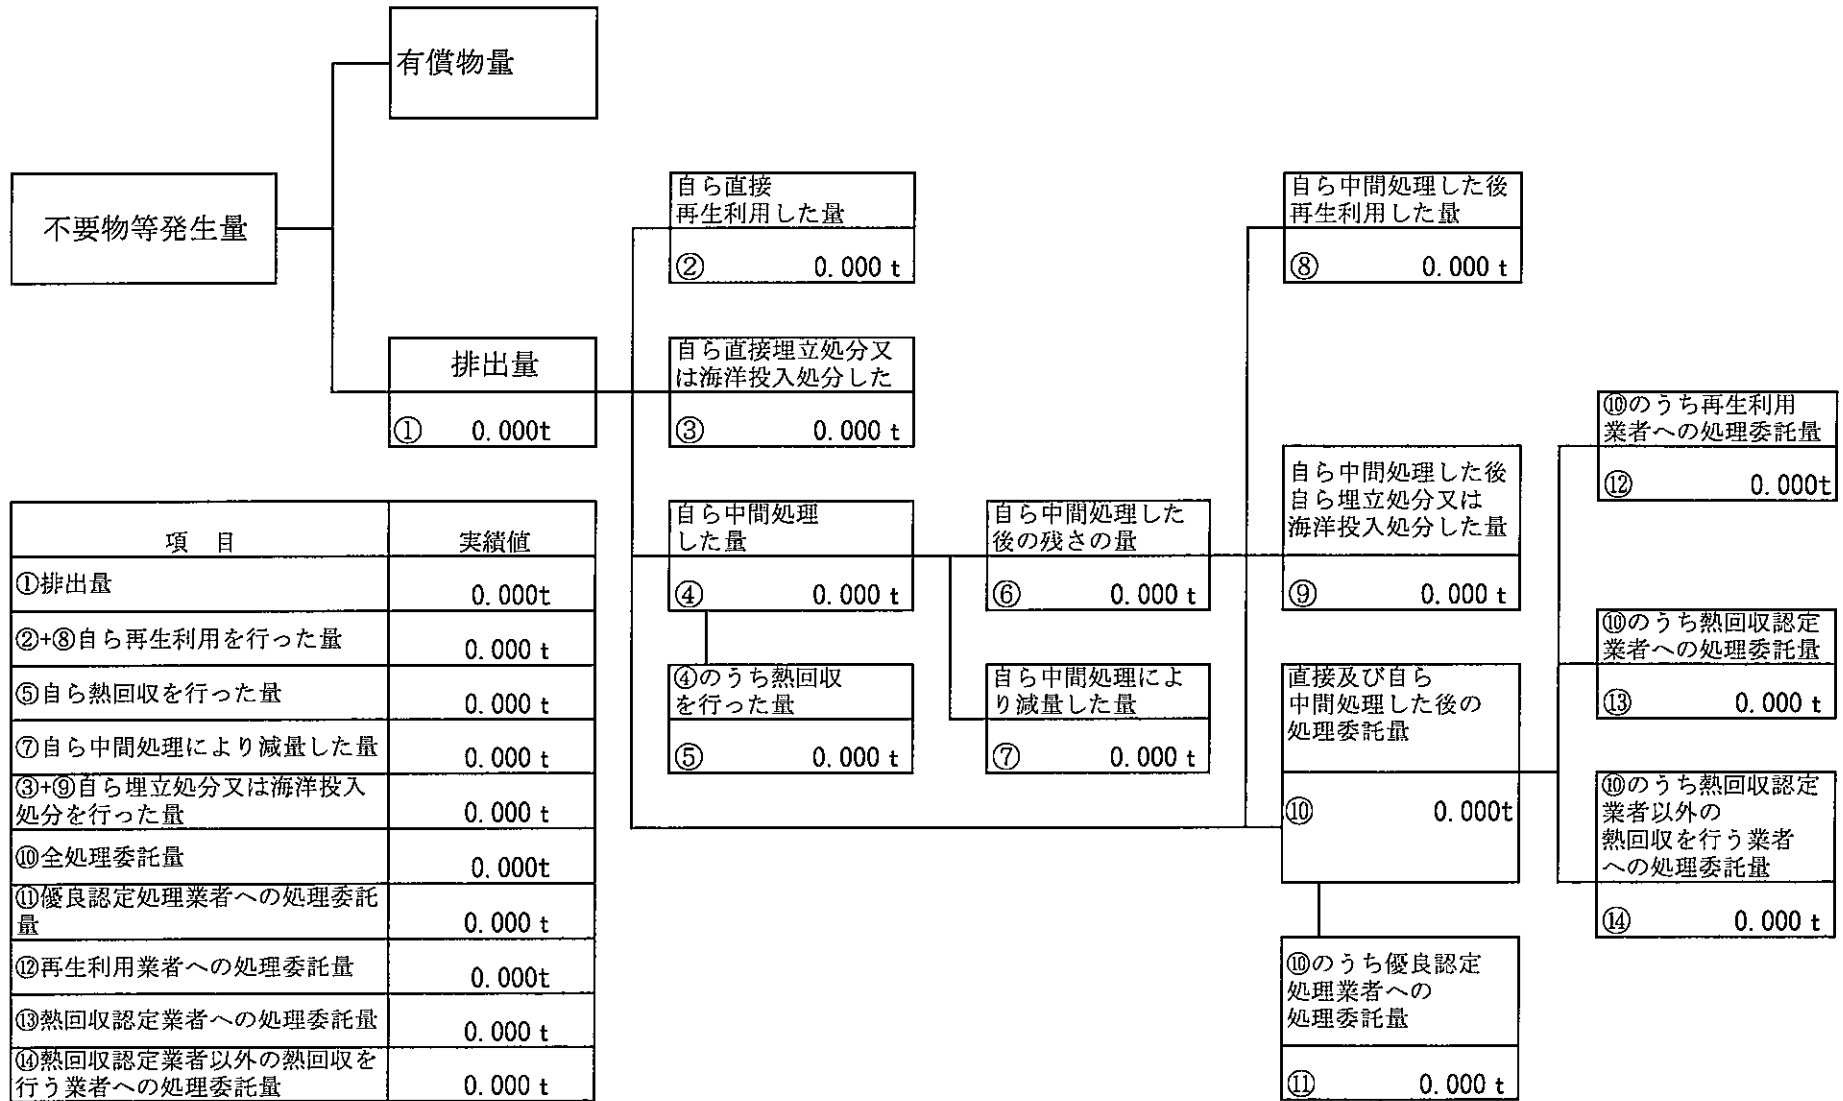 有償物量
不要物等発生量
自ら直接
再生利用した量
② 0.000 t
自ら中間処理した後
再生利用した量
⑧ 0.000 t
排出量
① 0.000t
自ら直接埋立処分又
は海洋投入処分した
③ 0.000 t
⑩のうち再生利用
業者への処理委託量
⑫ 0.000t
自ら中間処理
した量
④ 0.000 t
自ら中間処理した
後の残さの量
⑥ 0.000 t
自ら中間処理した後
自ら埋立処分又は
海洋投入処分した量
⑨ 0.000 t
④のうち熱回収
を行った量
⑤ 0.000 t
自ら中間処理によ
り減量した量
⑦ 0.000 t
直接及び自ら
中間処理した後の
処理委託量
⑩ 0.000t
⑩のうち熱回収認定
業者への処理委託量
⑬ 0.000 t
⑩のうち熱回収認定
業者以外の
熱回収を行う業者
への処理委託量
⑭ 0.000 t
⑩のうち優良認定
処理業者への
処理委託量
⑪ 0.000 t
項 目 実績値
①排出量 0.000t
②+⑧自ら再生利用を行った量 0.000 t
⑤自ら熱回収を行った量 0.000 t
⑦自ら中間処理により減量した量 0.000 t
③+⑨自ら埋立処分又は海洋投入
処分を行った量 0.000 t
⑩全処理委託量 0.000t
⑪優良認定処理業者への処理委託
量 0.000 t
⑫再生利用業者への処理委託量 0.000t
⑬熱回収認定業者への処理委託量 0.000 t
⑭熱回収認定業者以外の熱回収を
行う業者への処理委託量 0.000 t